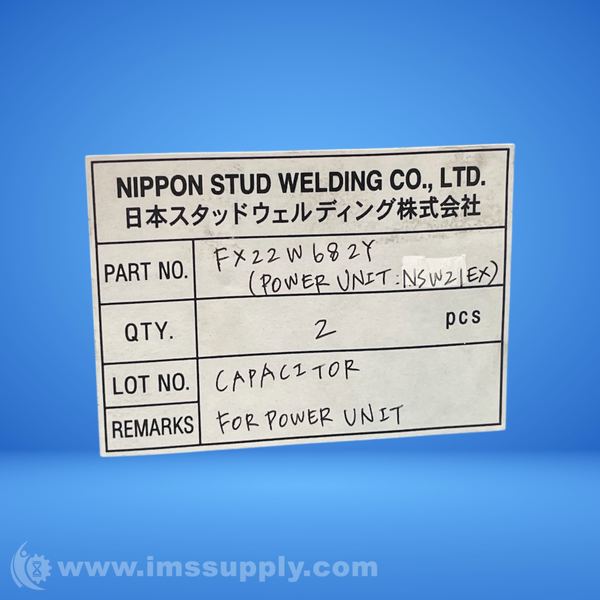 NIPPON STUD WELDING CO., LTD.
日本スタッドウェルディング株式会社
PART NO. FX22W682Y
(POWER UNIT: NSW21EX)
QTY. 2 pcs
LOT NO. CAPACITOR
REMARKS FOR POWER UNIT
www.imssupply.com